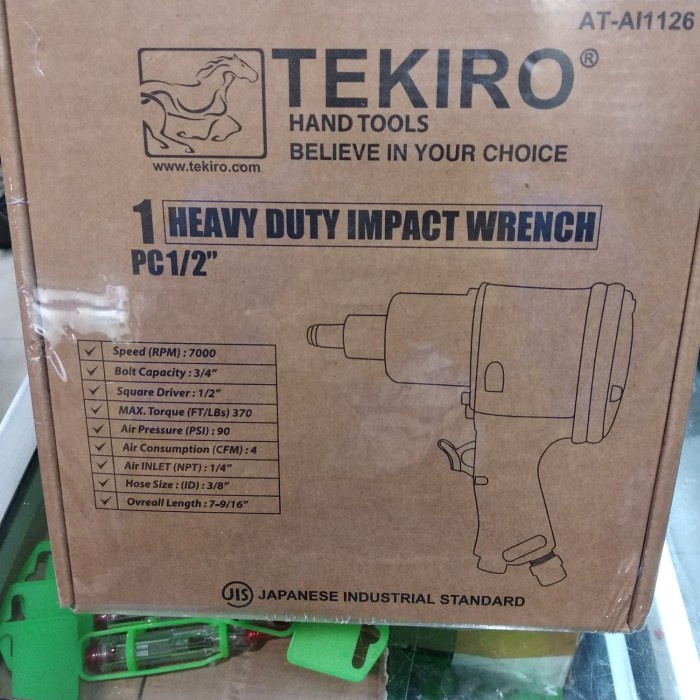 AT-AI1126
TEKIRO®
HAND TOOLS
www.tekiro.com
BELIEVE IN YOUR CHOICE
1 HEAVY DUTY IMPACT WRENCH
PC 1/2"
Speed (RPM) : 7000
Bolt Capacity : 3/4"
Square Driver : 1/2"
MAX. Torque (FT/LBs) 370
Air Pressure (PSI) : 90
Air Consumption (CFM) : 4
Air INLET (NPT) : 1/4"
Hose Size : (ID) : 3/8"
Ovreall Length : 7-9/16"
JIS JAPANESE INDUSTRIAL STANDARD